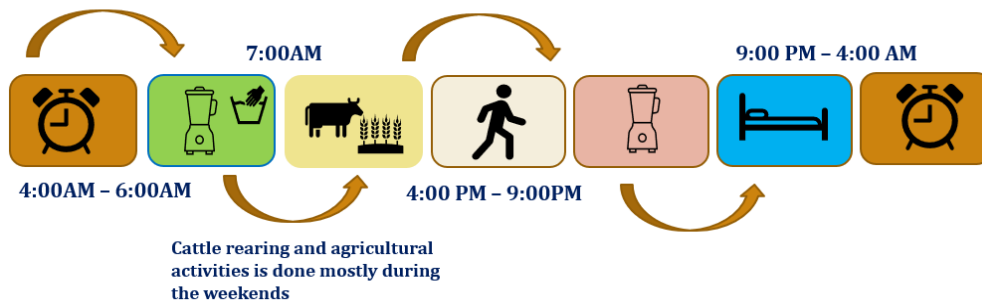 7:00AM
9:00 PM – 4:00 AM
4:00AM – 6:00AM
4:00 PM – 9:00PM
Cattle rearing and agricultural
activities is done mostly during
the weekends